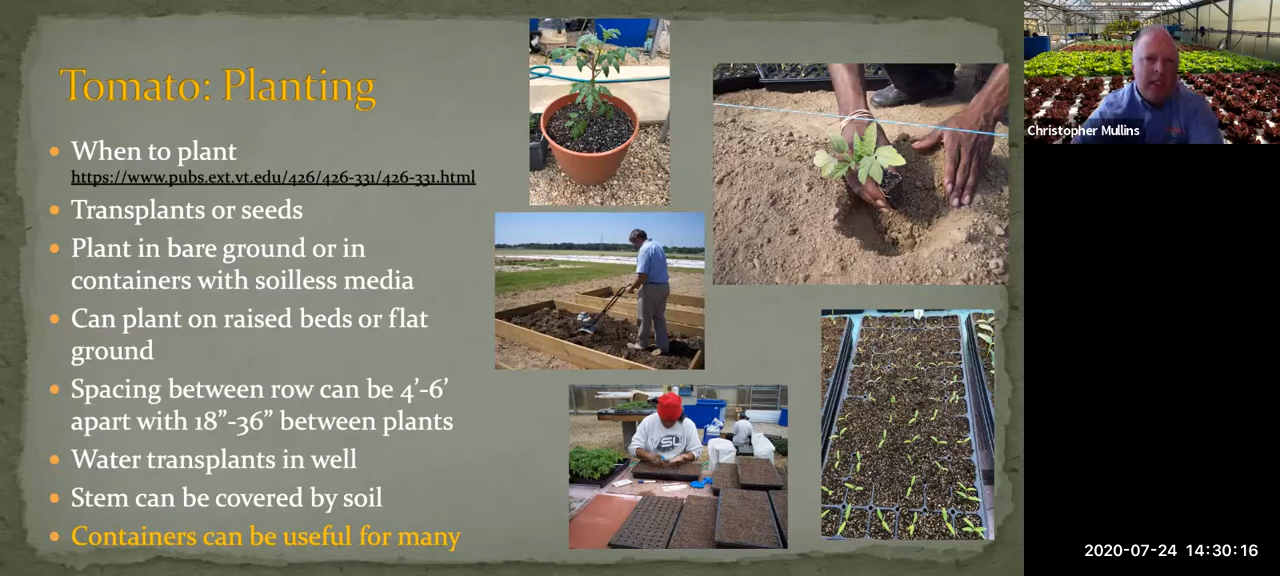 Tomato: Planting
When to plant
https://www.pubs.ext.vt.edu/426/426-331/426-331.html
Transplants or seeds
Plant in bare ground or in
containers with soilless media
Can plant on raised beds or flat
ground
Spacing between row can be 4’-6’
apart with 18”-36” between plants
Water transplants in well
Stem can be covered by soil
Containers can be useful for many
VSU
Christopher Mullins
2020-07-24 14:30:16